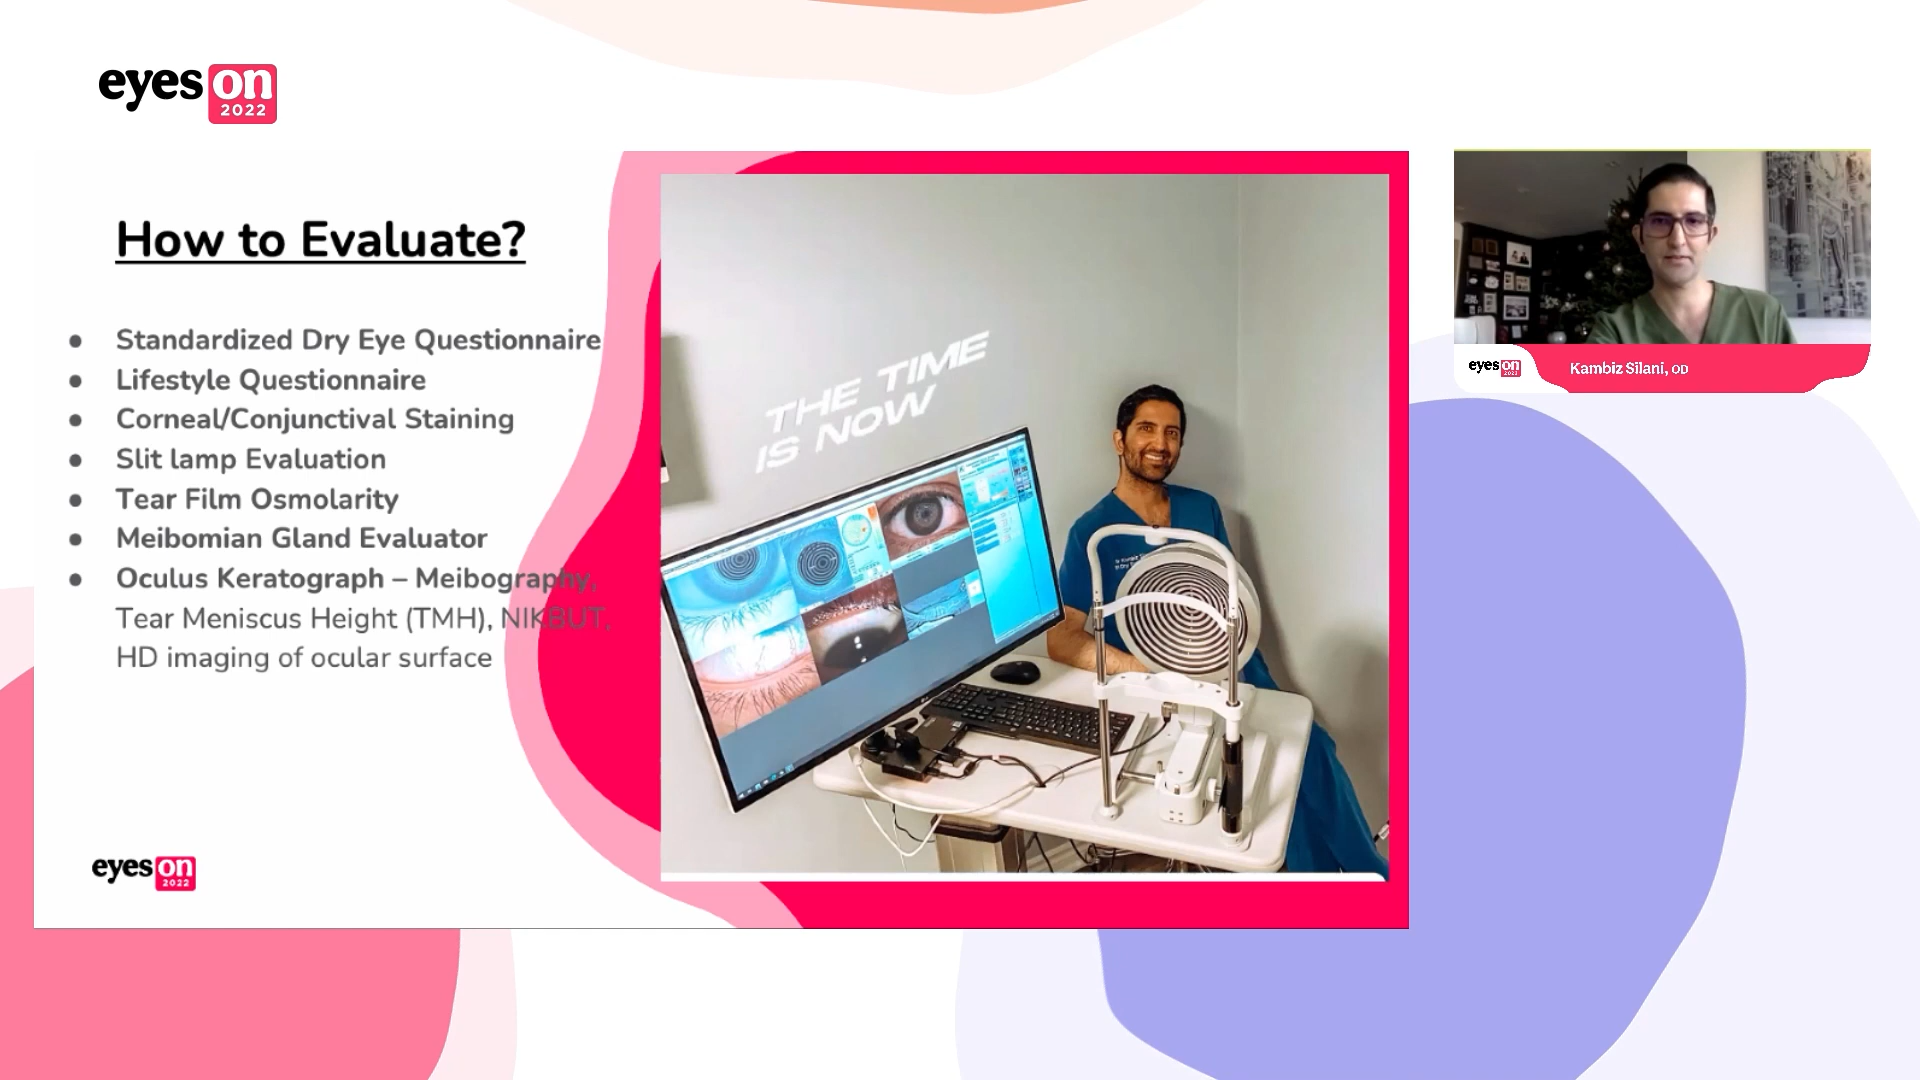 eyes on
2022
How to Evaluate?
● Standardized Dry Eye Questionnaire
● Lifestyle Questionnaire
● Corneal/Conjunctival Staining
● Slit lamp Evaluation
● Tear Film Osmolarity
● Meibomian Gland Evaluator
● Oculus Keratograph – Meibography,
Tear Meniscus Height (TMH), NIKBUT,
HD imaging of ocular surface
eyes on
2022
THE TIME
IS NOW
eyes on
2022
Kambiz Silani, OD